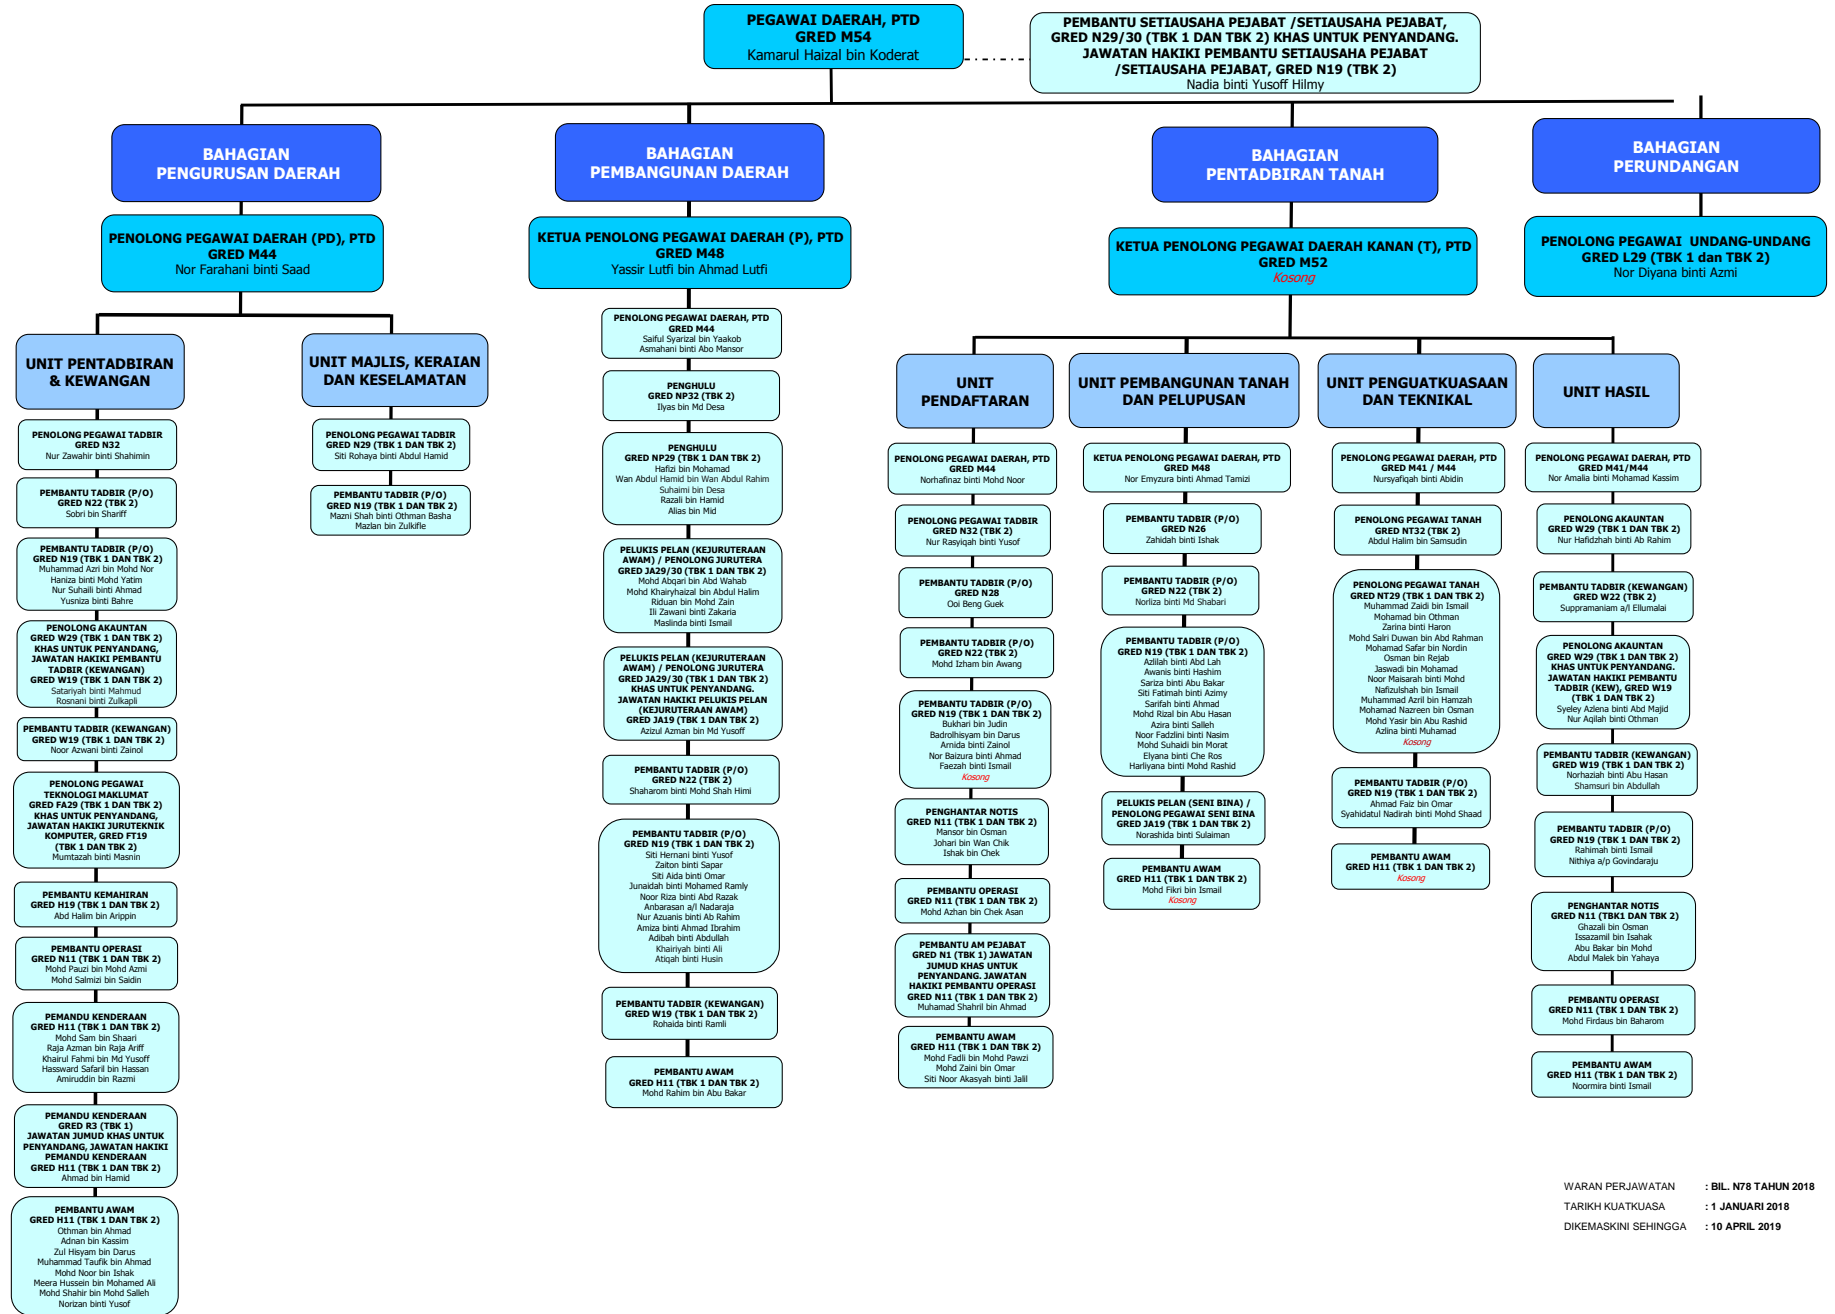 PEGAWAI DAERAH, PTD
GRED M54
Kamarul Haizal bin Koderat
PEMBANTU SETIAUSAHA PEJABAT /SETIAUSAHA PEJABAT,
GRED N29/30 (TBK 1 DAN TBK 2) KHAS UNTUK PENYANDANG.
JAWATAN HAKIKI PEMBANTU SETIAUSAHA PEJABAT
/SETIAUSAHA PEJABAT, GRED N19 (TBK 2)
Nadia binti Yusoff Hilmy
BAHAGIAN
PENGURUSAN DAERAH
PENOLONG PEGAWAI DAERAH (PD), PTD
GRED M44
Nor Farahani binti Saad
UNIT PENTADBIRAN
& KEWANGAN
PENOLONG PEGAWAI TADBIR
GRED N32
Nur Zawahir binti Shahimin
PEMBANTU TADBIR (P/O)
GRED N22 (TBK 2)
Sobri bin Shariff
PEMBANTU TADBIR (P/O)
GRED N19 (TBK 1 DAN TBK 2)
Muhammad Azri bin Mohd Nor
Haniza binti Mohd Yatim
Nur Suhaili binti Ahmad
Yusniza binti Bahre
PENOLONG AKAUNTAN
GRED W29 (TBK 1 DAN TBK 2)
KHAS UNTUK PENYANDANG,
JAWATAN HAKIKI PEMBANTU
TADBIR (KEWANGAN)
GRED W19 (TBK 1 DAN TBK 2)
Satariyah binti Mahmud
Rosnani binti Zulkapli
PEMBANTU TADBIR (KEWANGAN)
GRED W19 (TBK 1 DAN TBK 2)
Noor Azwani binti Zainol
PENOLONG PEGAWAI
TEKNOLOGI MAKLUMAT
GRED FA29 (TBK 1 DAN TBK 2)
KHAS UNTUK PENYANDANG,
JAWATAN HAKIKI JURUTEKNIK
KOMPUTER, GRED FT19
(TBK 1 DAN TBK 2)
Mumtazah binti Masnin
PEMBANTU KEMAHIRAN
GRED H19 (TBK 1 DAN TBK 2)
Abd Halim bin Arippin
PEMBANTU OPERASI
GRED N11 (TBK 1 DAN TBK 2)
Mohd Pauzi bin Mohd Azmi
Mohd Salmizi bin Saidin
PEMANDU KENDERAAN
GRED H11 (TBK 1 DAN TBK 2)
Mohd Sam bin Shaari
Raja Azman bin Raja Ariff
Khairul Fahmi bin Md Yusoff
Hassward Safaril bin Hassan
Amiruddin bin Razmi
PEMANDU KENDERAAN
GRED R3 (TBK 1)
JAWATAN JUMUD KHAS UNTUK
PENYANDANG, JAWATAN HAKIKI
PEMANDU KENDERAAN
GRED H11 (TBK 1 DAN TBK 2)
Ahmad bin Hamid
PEMBANTU AWAM
GRED H11 (TBK 1 DAN TBK 2)
Othman bin Ahmad
Adnan bin Kassim
Zul Hisyam bin Darus
Muhammad Taufik bin Ahmad
Mohd Noor bin Ishak
Meera Hussein bin Mohamed Ali
Mohd Shahir bin Mohd Salleh
Norizan binti Yusof
UNIT MAJLIS, KERAIAN
DAN KESELAMATAN
PENOLONG PEGAWAI TADBIR
GRED N29 (TBK 1 DAN TBK 2)
Siti Rohaya binti Abdul Hamid
PEMBANTU TADBIR (P/O)
GRED N19 (TBK 1 DAN TBK 2)
Mazni Shah binti Othman Basha
Mazlan bin Zulkifle
BAHAGIAN
PEMBANGUNAN DAERAH
KETUA PENOLONG PEGAWAI DAERAH (P), PTD
GRED M48
Yassir Lutfi bin Ahmad Lutfi
PENOLONG PEGAWAI DAERAH, PTD
GRED M44
Saiful Syarizal bin Yaakob
Asmahani binti Abo Mansor
PENGHULU
GRED NP32 (TBK 2)
Ilyas bin Md Desa
PENGHULU
GRED NP29 (TBK 1 DAN TBK 2)
Hafizi bin Mohamad
Wan Abdul Hamid bin Wan Abdul Rahim
Suhaimi bin Desa
Razali bin Hamid
Alias bin Mid
PELUKIS PELAN (KEJURUTERAAN
AWAM) / PENOLONG JURUTERA
GRED JA29/30 (TBK 1 DAN TBK 2)
Mohd Abqari bin Abd Wahab
Mohd Khairyhaizal bin Abdul Halim
Riduan bin Mohd Zain
Ili Zawani binti Zakaria
Maslinda binti Ismail
PELUKIS PELAN (KEJURUTERAAN
AWAM) / PENOLONG JURUTERA
GRED JA29/30 (TBK 1 DAN TBK 2)
KHAS UNTUK PENYANDANG.
JAWATAN HAKIKI PELUKIS PELAN
(KEJURUTERAAN AWAM)
GRED JA19 (TBK 1 DAN TBK 2)
Azizul Azman bin Md Yusoff
PEMBANTU TADBIR (P/O)
GRED N22 (TBK 2)
Shaharom binti Mohd Shah Himi
PEMBANTU TADBIR (P/O)
GRED N19 (TBK 1 DAN TBK 2)
Siti Hernani binti Yusof
Zaiton binti Sapar
Siti Aida binti Omar
Junaidah binti Mohamed Ramly
Noor Riza binti Abd Razak
Anbarasan a/l Nadaraja
Nur Azuanis binti Ab Rahim
Amiza binti Ahmad Ibrahim
Adibah binti Abdullah
Khairiyah binti Ali
Atiqah binti Husin
PEMBANTU TADBIR (KEWANGAN)
GRED W19 (TBK 1 DAN TBK 2)
Rohaida binti Ramli
PEMBANTU AWAM
GRED H11 (TBK 1 DAN TBK 2)
Mohd Rahim bin Abu Bakar
BAHAGIAN
PENTADBIRAN TANAH
KETUA PENOLONG PEGAWAI DAERAH KANAN (T), PTD
GRED M52
Kosong
UNIT
PENDAFTARAN
PENOLONG PEGAWAI DAERAH, PTD
GRED M44
Norhafinaz binti Mohd Noor
PENOLONG PEGAWAI TADBIR
GRED N32 (TBK 2)
Nur Rasyiqah binti Yusof
PEMBANTU TADBIR (P/O)
GRED N28
Ooi Beng Guek
PEMBANTU TADBIR (P/O)
GRED N22 (TBK 2)
Mohd Izham bin Awang
PEMBANTU TADBIR (P/O)
GRED N19 (TBK 1 DAN TBK 2)
Bukhari bin Judin
Badrolhisyam bin Darus
Arnida binti Zainol
Nor Baizura binti Ahmad
Faezah binti Ismail
Kosong
PENGHANTAR NOTIS
GRED N11 (TBK 1 DAN TBK 2)
Mansor bin Osman
Johari bin Wan Chik
Ishak bin Chek
PEMBANTU OPERASI
GRED N11 (TBK 1 DAN TBK 2)
Mohd Azhan bin Chek Asan
PEMBANTU AM PEJABAT
GRED N1 (TBK 1) JAWATAN
JUMUD KHAS UNTUK
PENYANDANG. JAWATAN
HAKIKI PEMBANTU OPERASI
GRED N11 (TBK 1 DAN TBK 2)
Muhamad Shahril bin Ahmad
PEMBANTU AWAM
GRED H11 (TBK 1 DAN TBK 2)
Mohd Fadli bin Mohd Pawzi
Mohd Zaini bin Omar
Siti Noor Akasyah binti Jalil
UNIT PEMBANGUNAN TANAH
DAN PELUPUSAN
KETUA PENOLONG PEGAWAI DAERAH, PTD
GRED M48
Nor Emyzura binti Ahmad Tamizi
PEMBANTU TADBIR (P/O)
GRED N26
Zahidah binti Ishak
PEMBANTU TADBIR (P/O)
GRED N22 (TBK 2)
Norliza binti Md Shabari
PEMBANTU TADBIR (P/O)
GRED N19 (TBK 1 DAN TBK 2)
Azlilah binti Abd Lah
Awanis binti Hashim
Sariza binti Abu Bakar
Siti Fatimah binti Azimy
Sarifah binti Ahmad
Mohd Rizal bin Abu Hasan
Azira binti Salleh
Noor Fadzlini binti Nasim
Mohd Suhaidi bin Morat
Elyana binti Che Ros
Harliyana binti Mohd Rashid
PELUKIS PELAN (SENI BINA) /
PENOLONG PEGAWAI SENI BINA
GRED JA19 (TBK 1 DAN TBK 2)
Norashida binti Sulaiman
PEMBANTU AWAM
GRED H11 (TBK 1 DAN TBK 2)
Mohd Fikri bin Ismail
Kosong
UNIT PENGUATKUASAAN
DAN TEKNIKAL
PENOLONG PEGAWAI DAERAH, PTD
GRED M41 / M44
Nursyafiqah binti Abidin
PENOLONG PEGAWAI TANAH
GRED NT32 (TBK 2)
Abdul Halim bin Samsudin
PENOLONG PEGAWAI TANAH
GRED NT29 (TBK 1 DAN TBK 2)
Muhammad Zaidi bin Ismail
Mohamad bin Othman
Zarina binti Haron
Mohd Salri Duwan bin Abd Rahman
Mohamad Safar bin Nordin
Osman bin Rejab
Jaswadi bin Mohamad
Noor Maisarah binti Mohd
Nafizulshah bin Ismail
Muhammad Azril bin Hamzah
Mohamad Nazreen bin Osman
Mohd Yasir bin Abu Rashid
Azlina binti Muhamad
Kosong
PEMBANTU TADBIR (P/O)
GRED N19 (TBK 1 DAN TBK 2)
Ahmad Faiz bin Omar
Syahidatul Nadirah binti Mohd Shaad
PEMBANTU AWAM
GRED H11 (TBK 1 DAN TBK 2)
Kosong
UNIT HASIL
PENOLONG PEGAWAI DAERAH, PTD
GRED M41/M44
Nor Amalia binti Mohamad Kassim
PENOLONG AKAUNTAN
GRED W29 (TBK 1 DAN TBK 2)
Nur Hafidzhah binti Ab Rahim
PEMBANTU TADBIR (KEWANGAN)
GRED W22 (TBK 2)
Suppramaniam a/l Ellumalai
PENOLONG AKAUNTAN
GRED W29 (TBK 1 DAN TBK 2)
KHAS UNTUK PENYANDANG.
JAWATAN HAKIKI PEMBANTU
TADBIR (KEW), GRED W19
(TBK 1 DAN TBK 2)
Syeley Azlena binti Abd Majid
Nur Aqilah binti Othman
PEMBANTU TADBIR (KEWANGAN)
GRED W19 (TBK 1 DAN TBK 2)
Norhaziah binti Abu Hasan
Shamsuri bin Abdullah
PEMBANTU TADBIR (P/O)
GRED N19 (TBK 1 DAN TBK 2)
Rahimah binti Ismail
Nithiya a/p Govindaraju
PENGHANTAR NOTIS
GRED N11 (TBK1 DAN TBK 2)
Ghazali bin Osman
Issazamil bin Isahak
Abu Bakar bin Mohd
Abdul Malek bin Yahaya
PEMBANTU OPERASI
GRED N11 (TBK 1 DAN TBK 2)
Mohd Firdaus bin Baharom
PEMBANTU AWAM
GRED H11 (TBK 1 DAN TBK 2)
Noormira binti Ismail
BAHAGIAN
PERUNDANGAN
PENOLONG PEGAWAI UNDANG-UNDANG
GRED L29 (TBK 1 dan TBK 2)
Nor Diyana binti Azmi
WARAN PERJAWATAN : BIL. N78 TAHUN 2018
TARIKH KUATKUASA : 1 JANUARI 2018
DIKEMASKINI SEHINGGA : 10 APRIL 2019